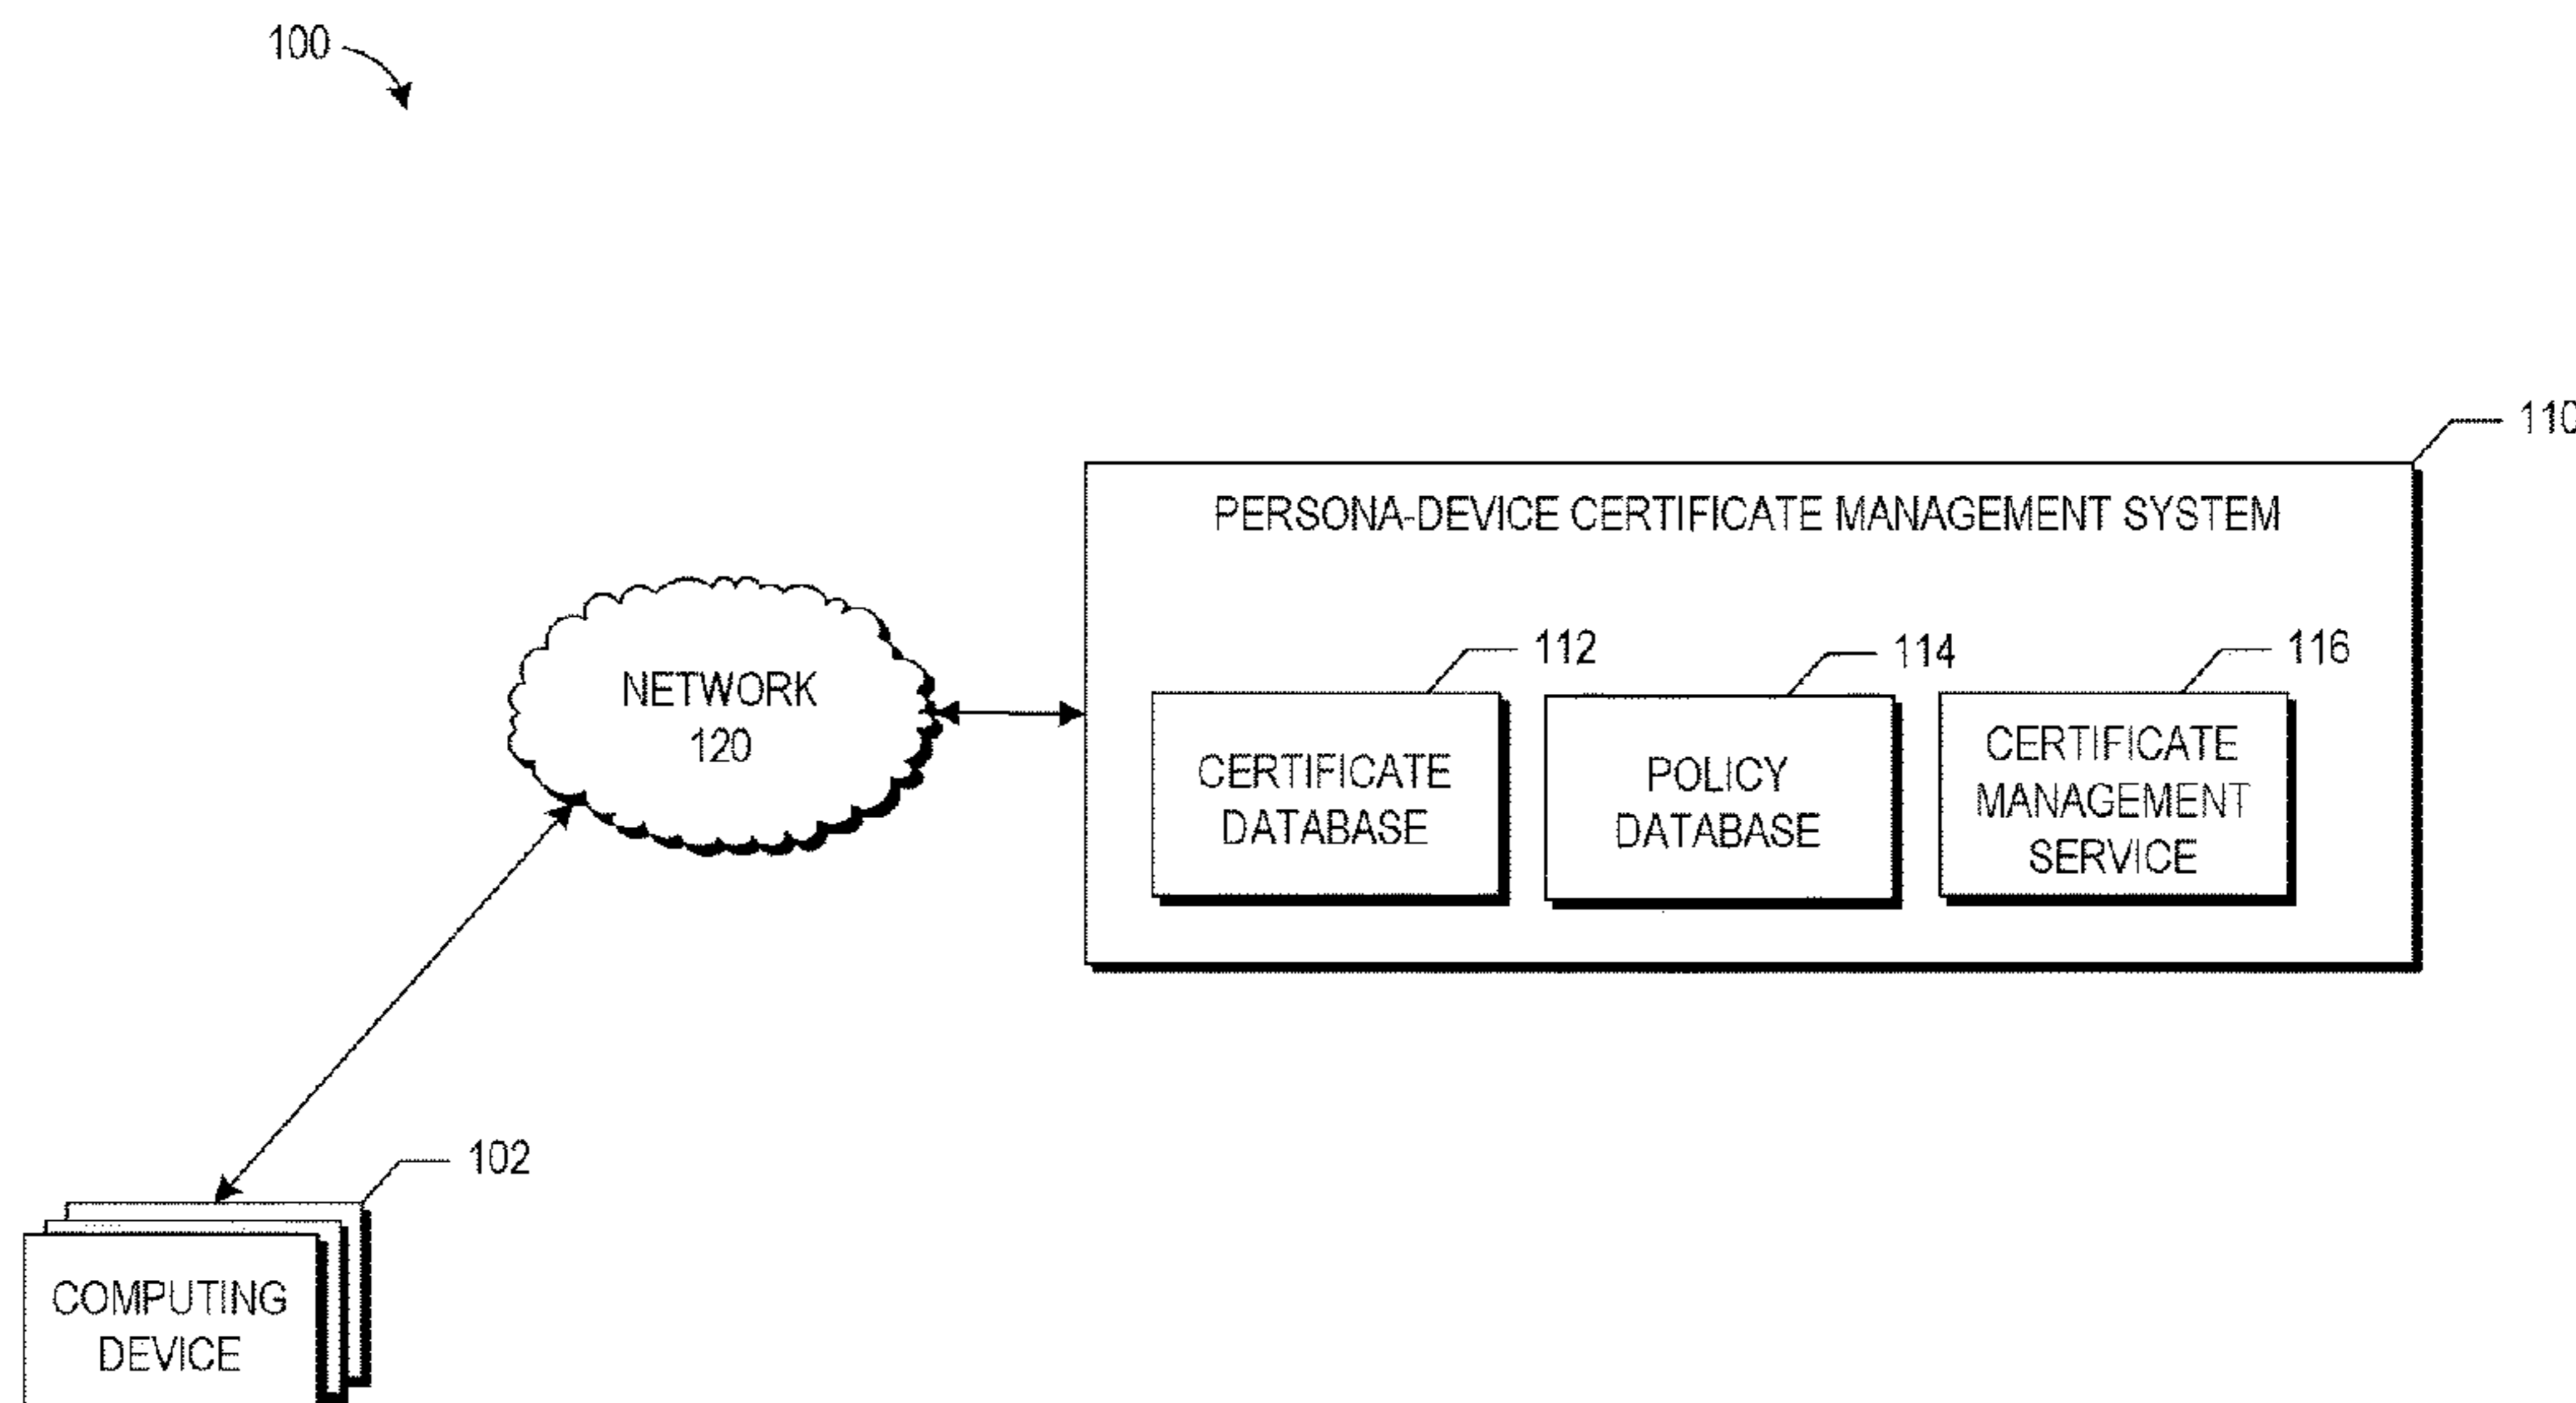 100
110
PERSONA-DEVICE CERTIFICATE MANAGEMENT SYSTEM
112
114
116
NETWORK
120
CERTIFICATE
DATABASE
POLICY
DATABASE
CERTIFICATE
MANAGEMENT
SERVICE
102
COMPUTING
DEVICE